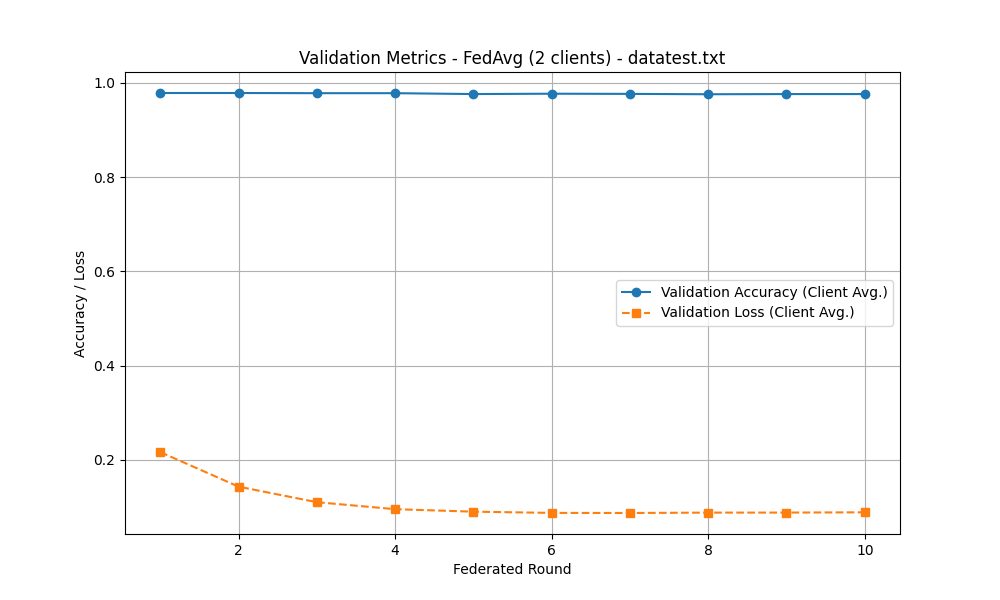 Validation Metrics - FedAvg (2 clients) - datatest.txt
1.0
0.8
0.6
0.4
0.2
Accuracy / Loss
Validation Accuracy (Client Avg.)
Validation Loss (Client Avg.)
2 4 6 8 10
Federated Round